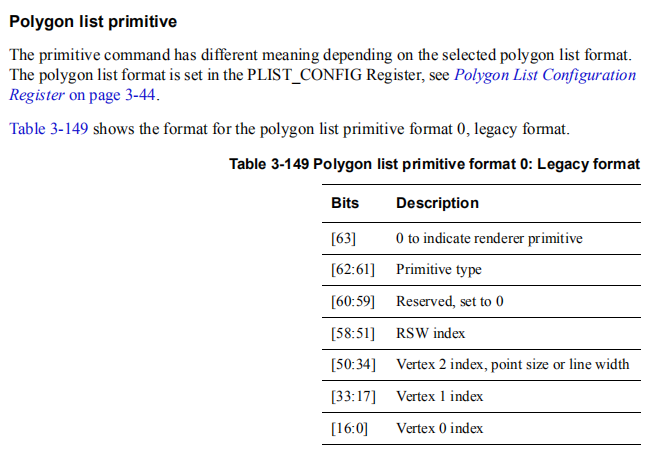 Polygon list primitive
The primitive command has different meaning depending on the selected polygon list format.
The polygon list format is set in the PLIST_CONFIG Register, see Polygon List Configuration
Register on page 3-44.
Table 3-149 shows the format for the polygon list primitive format 0, legacy format.
Table 3-149 Polygon list primitive format 0: Legacy format
Bits Description
[63] 0 to indicate renderer primitive
[62:61] Primitive type
[60:59] Reserved, set to 0
[58:51] RSW index
[50:34] Vertex 2 index, point size or line width
[33:17] Vertex 1 index
[16:0] Vertex 0 index